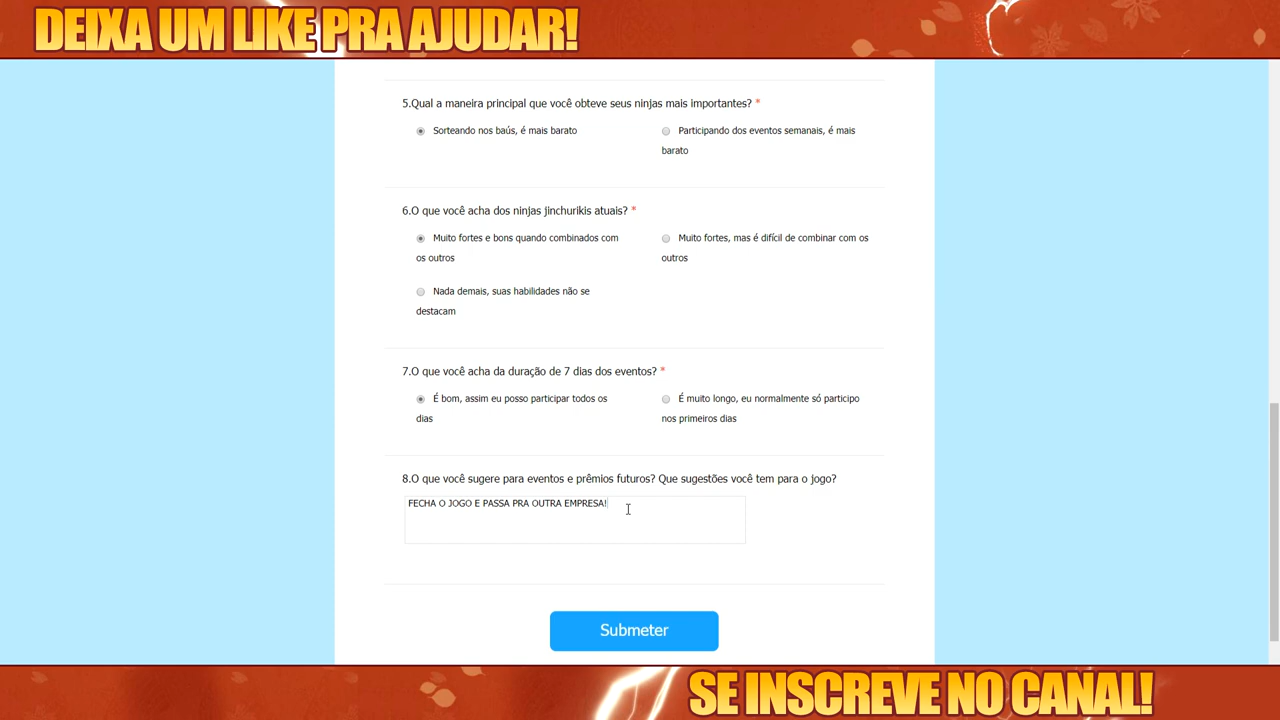 DEIXA UM LIKE PRA AJUDAR!
5.Qual a maneira principal que você obteve seus ninjas mais importantes? *
Sorteando nos baús, é mais barato
Participando dos eventos semanais, é mais
barato
6.O que você acha dos ninjas jinchurikis atuais? *
Muito fortes e bons quando combinados com
os outros
Muito fortes, mas é difícil de combinar com os
outros
Nada demais, suas habilidades não se
destacam
7.O que você acha da duração de 7 dias dos eventos? *
É bom, assim eu posso participar todos os
dias
É muito longo, eu normalmente só participo
nos primeiros dias
8.O que você sugere para eventos e prêmios futuros? Que sugestões você tem para o jogo?
FECHA O JOGO E PASSA PRA OUTRA EMPRESA!
Submeter
SE INSCREVE NO CANAL!